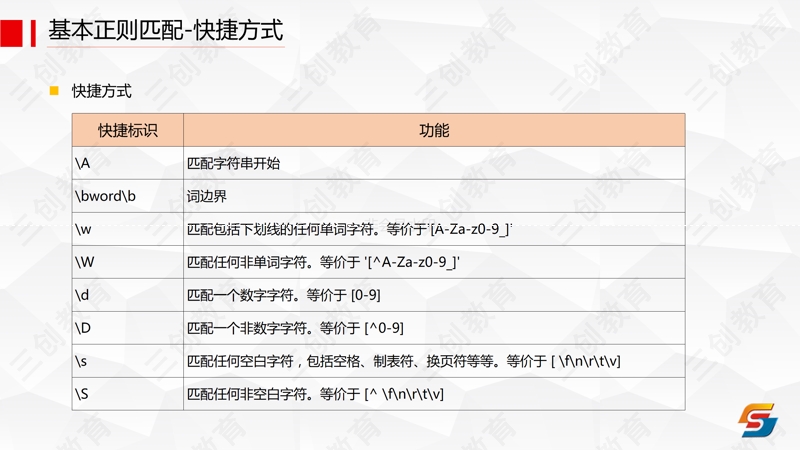 基本正则匹配-快捷方式
快捷方式
快捷标识 功能
\A 匹配字符串开始
\bword\b 词边界
\w 匹配包括下划线的任何单词字符。等价于'[A-Za-z0-9_]'
\W 匹配任何非单词字符。等价于 '[^A-Za-z0-9_]'
\d 匹配一个数字字符。等价于 [0-9]
\D 匹配一个非数字字符。等价于 [^0-9]
\s 匹配任何空白字符，包括空格、制表符、换页符等等。等价于 [ \f\n\r\t\v]
\S 匹配任何非空白字符。等价于 [^ \f\n\r\t\v]
三创教育